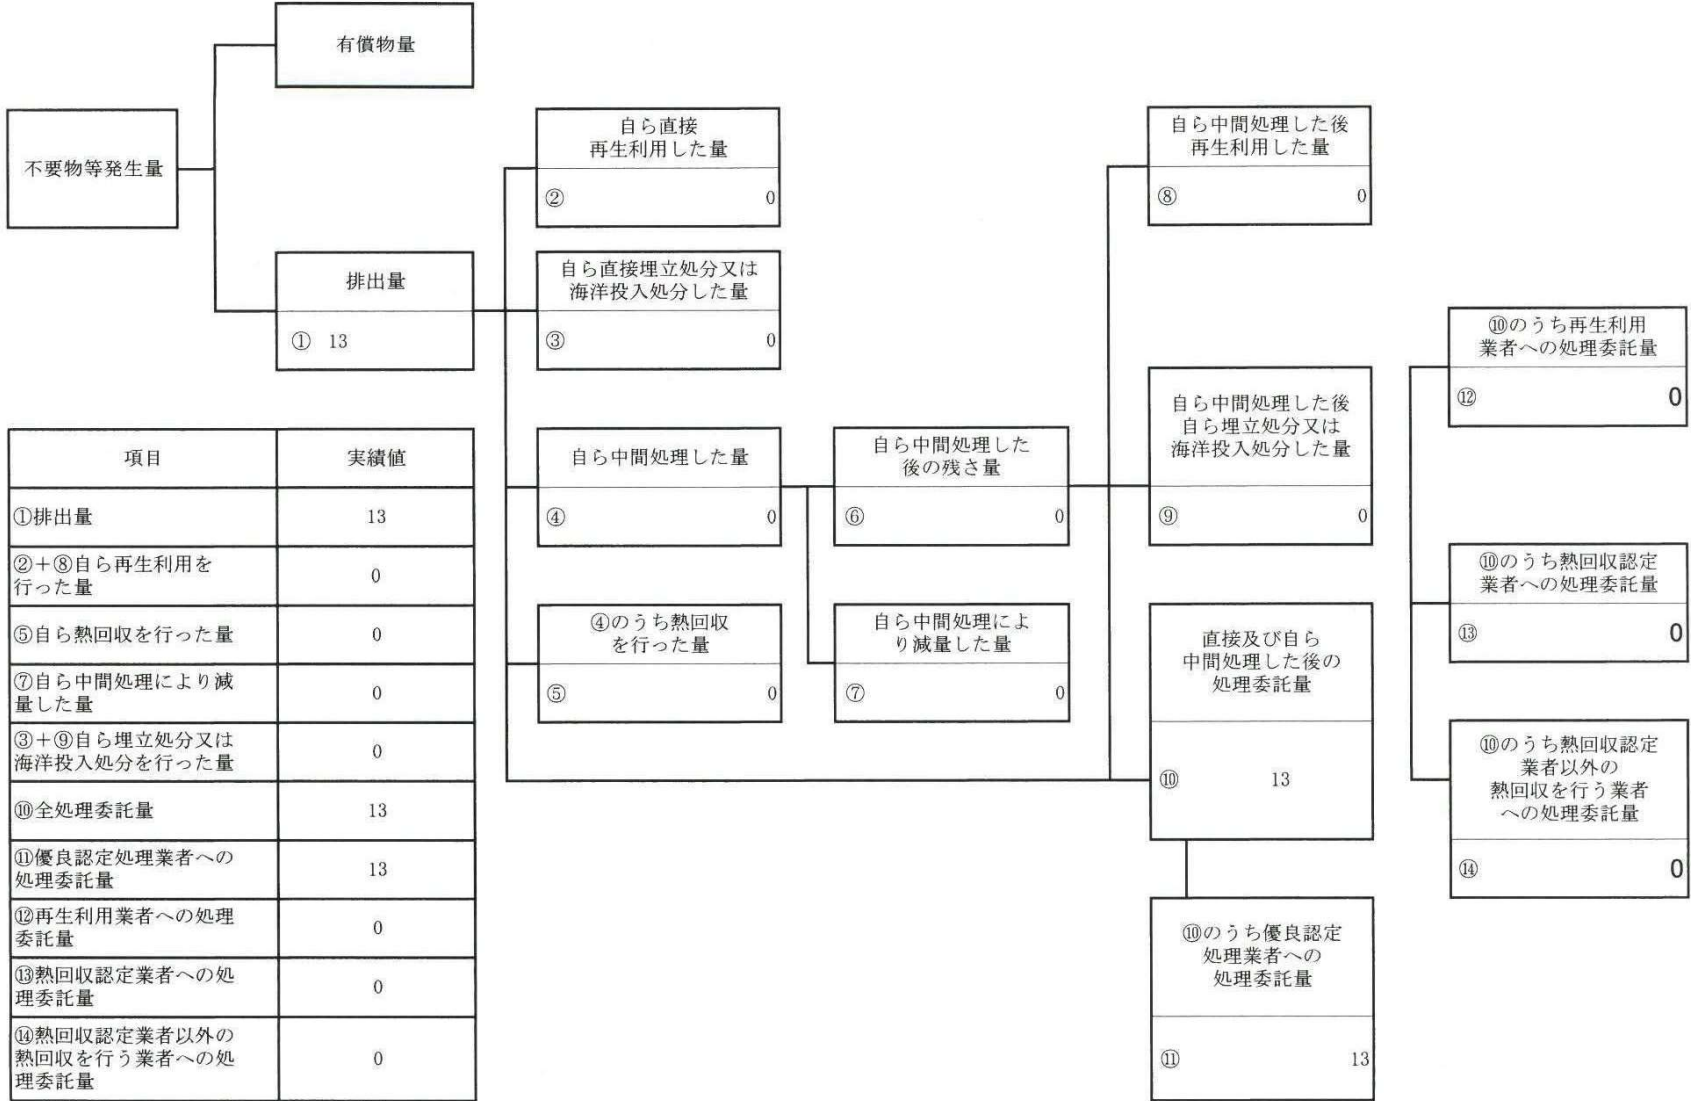 有償物量
不要物等発生量
排出量
① 13
自ら直接
再生利用した量
② 0
自ら直接埋立処分又は
海洋投入処分した量
③ 0
自ら中間処理した量
④ 0
④のうち熱回収
を行った量
⑤ 0
自ら中間処理した
後の残さ量
⑥ 0
自ら中間処理によ
り減量した量
⑦ 0
自ら中間処理した後
再生利用した量
⑧ 0
自ら中間処理した後
自ら埋立処分又は
海洋投入処分した量
⑨ 0
直接及び自ら
中間処理した後の
処理委託量
⑩ 13
⑩のうち優良認定
処理業者への
処理委託量
⑪ 13
⑩のうち再生利用
業者への処理委託量
⑫ 0
⑩のうち熱回収認定
業者への処理委託量
⑬ 0
⑩のうち熱回収認定
業者以外の
熱回収を行う業者
への処理委託量
⑭ 0
項目 実績値
①排出量 13
②+⑧自ら再生利用を
行った量 0
⑤自ら熱回収を行った量 0
⑦自ら中間処理により減
量した量 0
③+⑨自ら埋立処分又は
海洋投入処分を行った量 0
⑩全処理委託量 13
⑪優良認定処理業者への
処理委託量 13
⑫再生利用業者への処理
委託量 0
⑬熱回収認定業者への処
理委託量 0
⑭熱回収認定業者以外の
熱回収を行う業者への処
理委託量 0